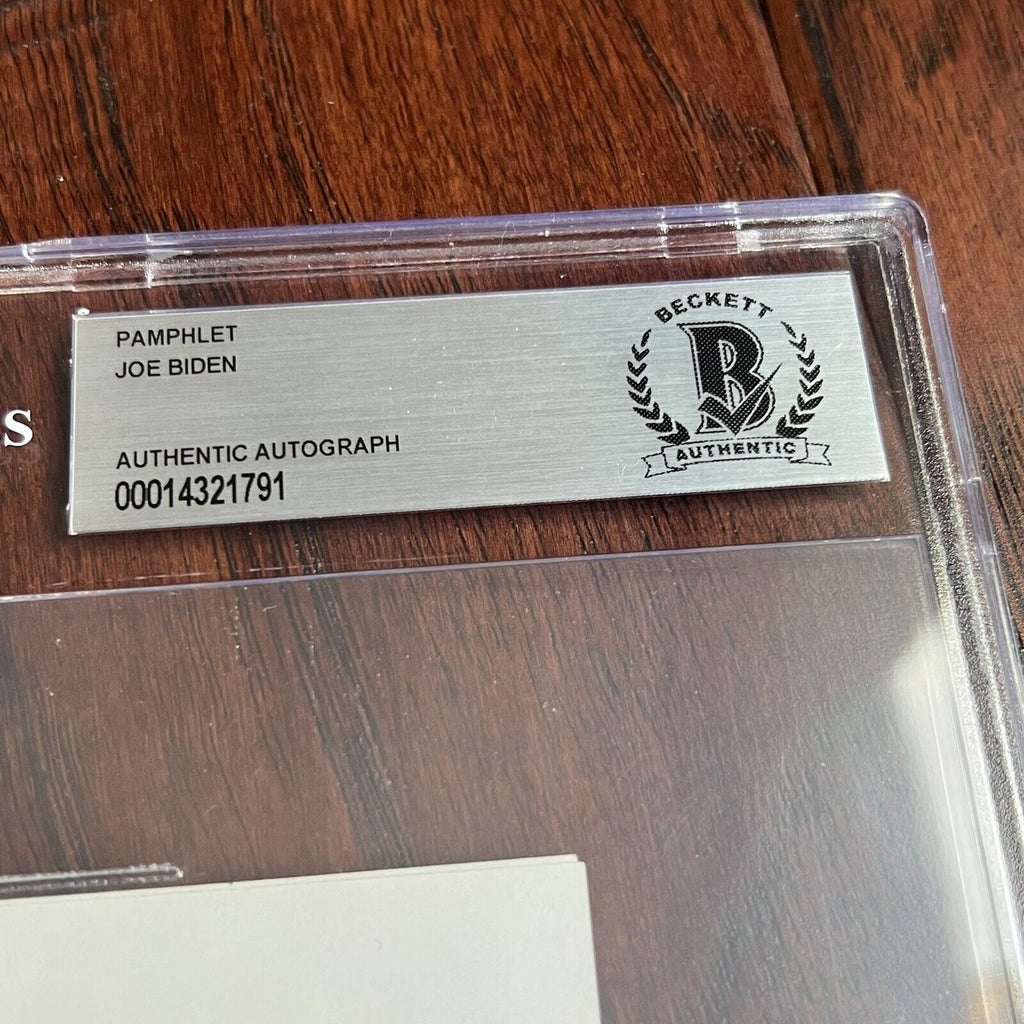 PAMPHLET
JOE BIDEN
AUTHENTIC AUTOGRAPH
00014321791
BECKETT
B
AUTHENTIC
s